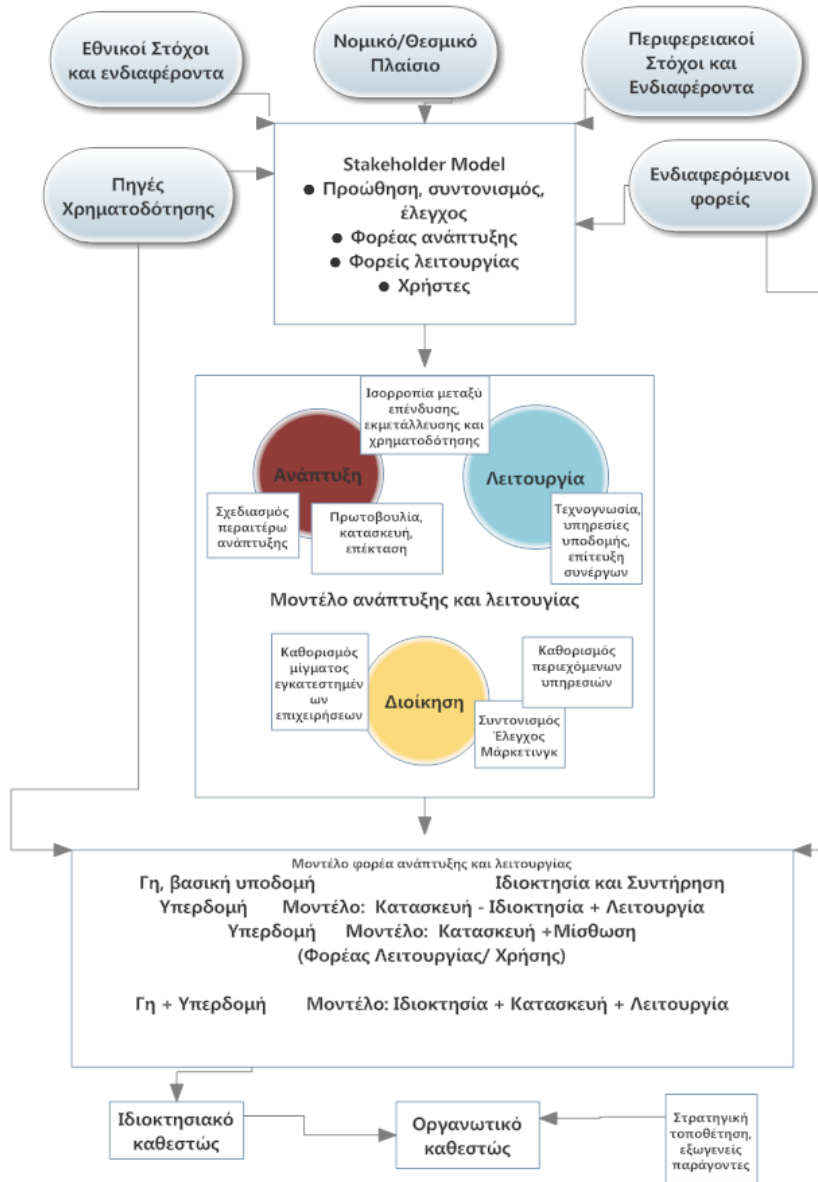 Εθνικοί Στόχοι
και ενδιαφέροντα
Νομικό/Θεσμικό
Πλαίσιο
Περιφερειακοί
Στόχοι και
Ενδιαφέροντα
Πηγές
Χρηματοδότησης
Stakeholder Model
● Προώθηση, συντονισμός,
έλεγχος
● Φορέας ανάπτυξης
● Φορείς λειτουργίας
● Χρήστες
Ενδιαφερόμενοι
φορείς
Ισορροπία μεταξύ
επένδυσης,
εκμετάλλευσης και
χρηματοδότησης
Ανάπτυξη
Λειτουργία
Σχεδιασμός
περαιτέρω
ανάπτυξης
Πρωτοβουλία,
κατασκευή,
επέκταση
Τεχνογνωσία,
υπηρεσίες
υποδομής,
επίτευξη
συνέργων
Μοντέλο ανάπτυξης και λειτουγίας
Καθορισμός
μίγματος
εγκατεστημέν
ων
επιχειρήσεων
Διοίκηση
Καθορισμός
περιεχόμενων
υπηρεσιών
Συντονισμός
Έλεγχος
Μάρκετινγκ
Μοντέλο φορέα ανάπτυξης και λειτουργίας
Γη, βασική υποδομή Ιδιοκτησία και Συντήρηση
Υπερδομή Μοντέλο: Κατασκευή - Ιδιοκτησία + Λειτουργία
Υπερδομή Μοντέλο: Κατασκευή +Μίσθωση
(Φορέας Λειτουργίας/ Χρήσης)
Γη + Υπερδομή Μοντέλο: Ιδιοκτησία + Κατασκευή + Λειτουργία
Ιδιοκτησιακό
καθεστώς
Οργανωτικό
καθεστώς
Στρατηγική
τοποθέτηση,
εξωγενείς
παράγοντες